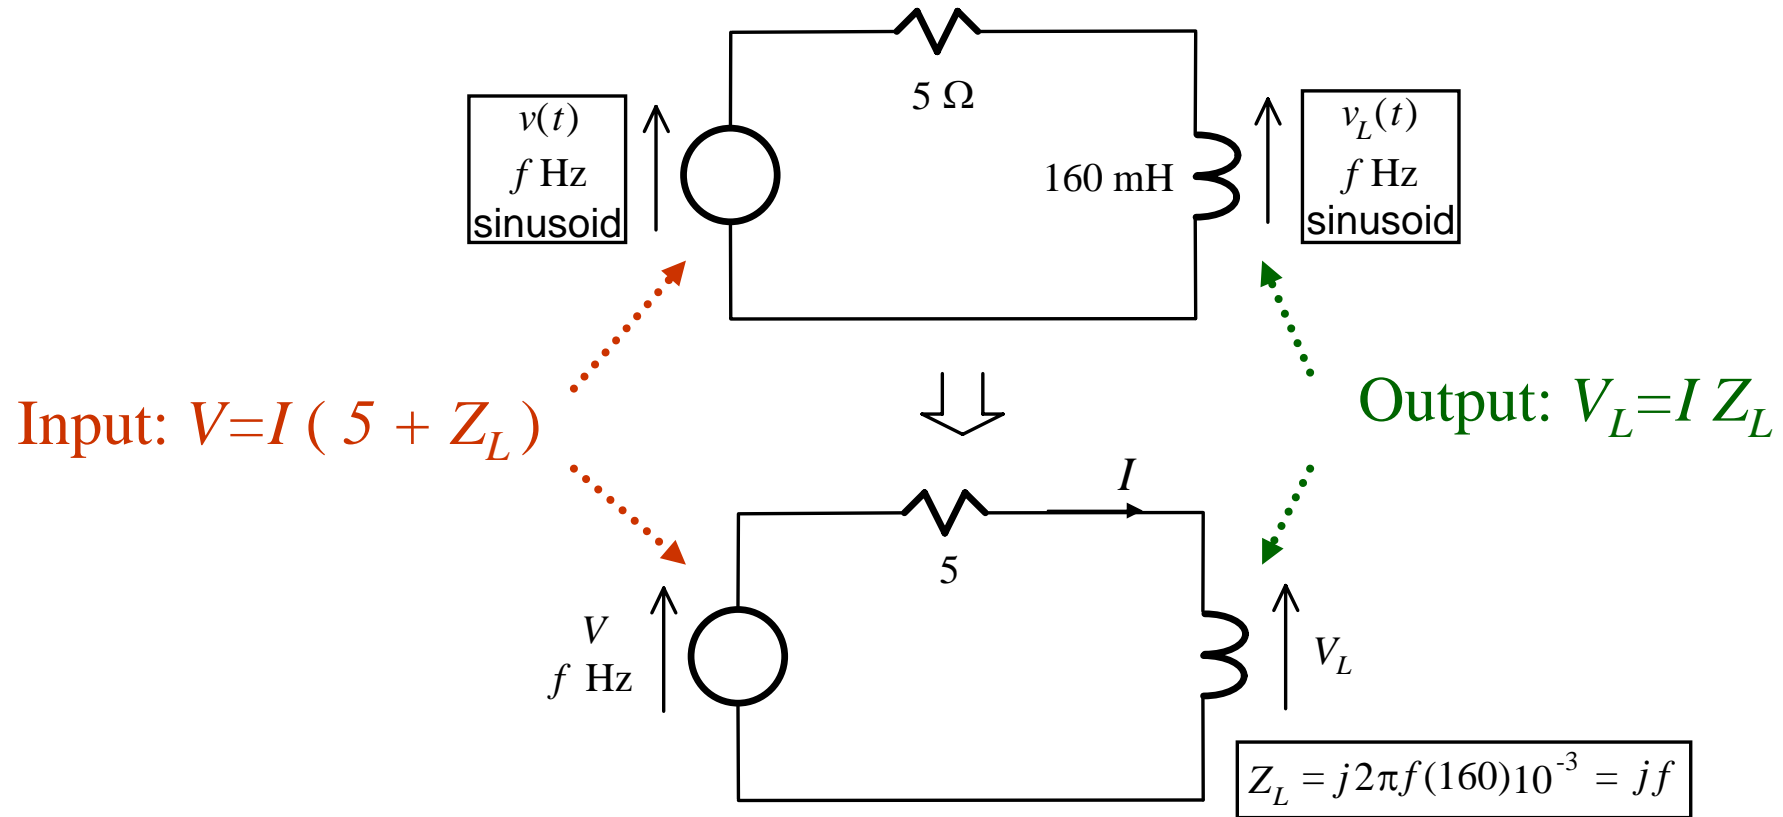 5 Ω
v(t)
f Hz
sinusoid
160 mH
v_L(t)
f Hz
sinusoid
Input: V=I ( 5 + Z_L )
Output: V_L=I Z_L
I
5
V
f Hz
V_L
Z_L = j2πf(160)10^-3 = jf